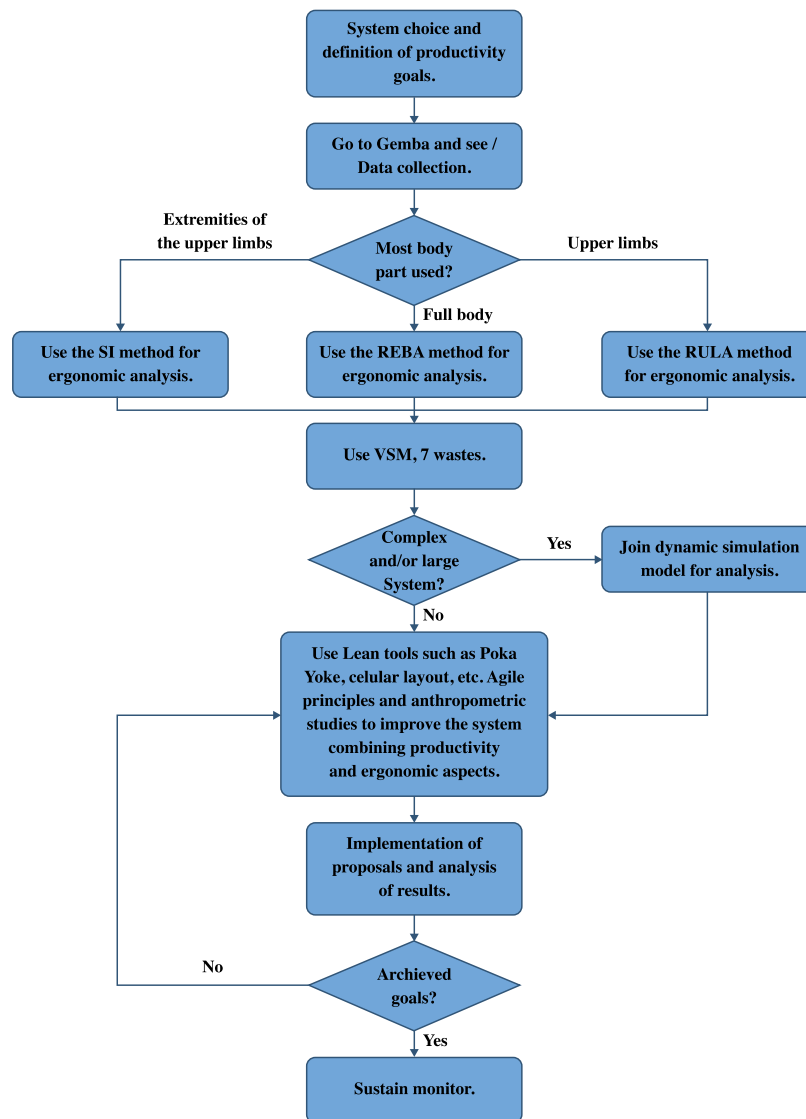 System choice and
definition of productivity
goals.
Go to Gemba and see /
Data collection.
Extremities of
the upper limbs
Most body
part used?
Upper limbs
Full body
Use the SI method for
ergonomic analysis.
Use the REBA method for
ergonomic analysis.
Use the RULA method
for ergonomic analysis.
Use VSM, 7 wastes.
Complex
and/or large
System?
Yes
Join dynamic simulation
model for analysis.
No
Use Lean tools such as Poka
Yoke, celular layout, etc. Agile
principles and anthropometric
studies to improve the system
combining productivity
and ergonomic aspects.
Implementation of
proposals and analysis
of results.
No
Archieved
goals?
Yes
Sustain monitor.